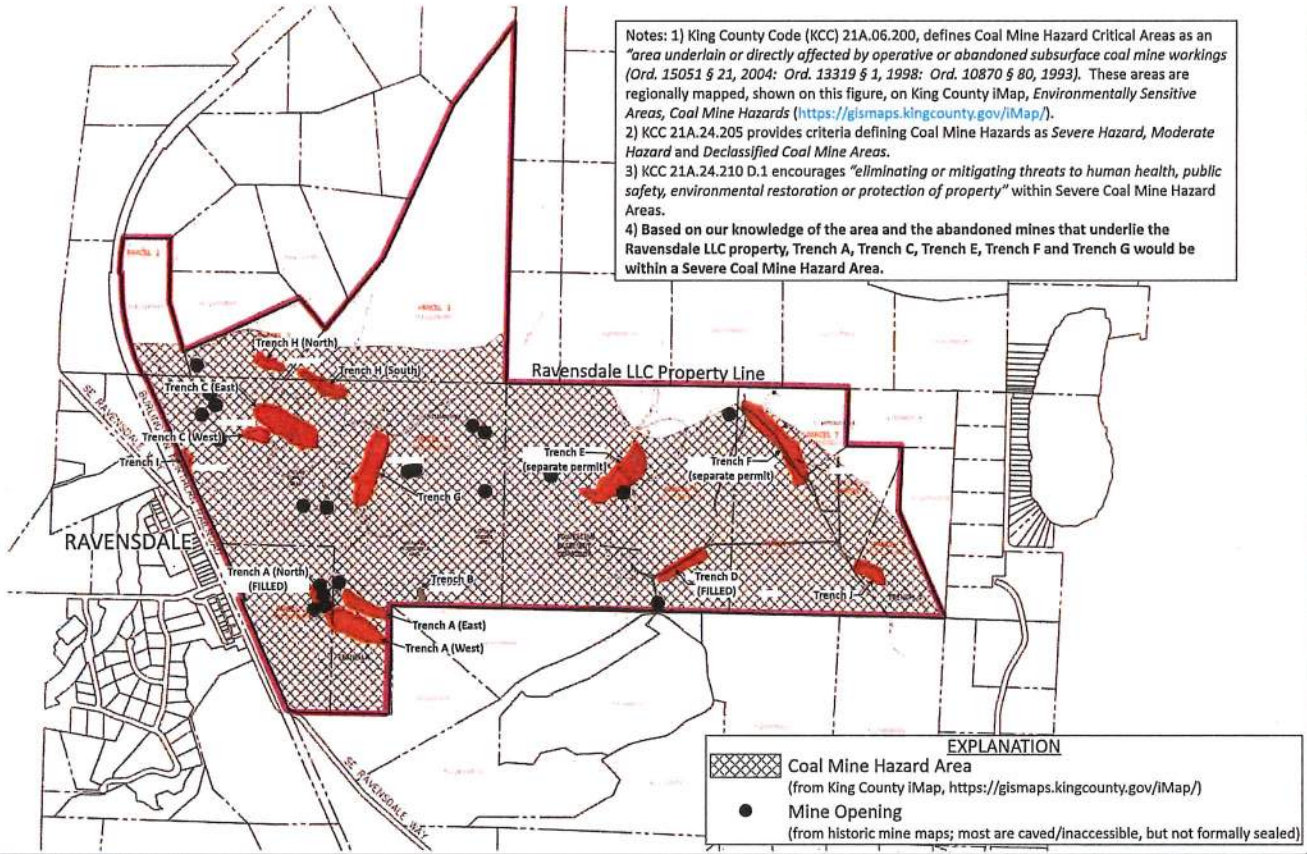 Notes: 1) King County Code (KCC) 21A.06.200, defines Coal Mine Hazard Critical Areas as an
"area underlain or directly affected by operative or abandoned subsurface coal mine workings
(Ord. 15051 § 21, 2004: Ord. 13319 § 1, 1998: Ord. 10870 § 80, 1993). These areas are
regionally mapped, shown on this figure, on King County iMap, Environmentally Sensitive
Areas, Coal Mine Hazards (https://gismaps.kingcounty.gov/iMap/).
2) KCC 21A.24.205 provides criteria defining Coal Mine Hazards as Severe Hazard, Moderate
Hazard and Declassified Coal Mine Areas.
3) KCC 21A.24.210 D.1 encourages "eliminating or mitigating threats to human health, public
safety, environmental restoration or protection of property" within Severe Coal Mine Hazard
Areas.
4) Based on our knowledge of the area and the abandoned mines that underlie the
Ravensdale LLC property, Trench A, Trench C, Trench E, Trench F and Trench G would be
within a Severe Coal Mine Hazard Area.
Trench H (North)
Trench H (South)
Ravensdale LLC Property Line
Trench C (East)
Trench C (West)
Trench I
Trench E
(separate permit)
Trench F
(separate permit)
Trench G
RAVENSDALE
Trench A (North)
(FILLED)
Trench B
Trench D
(FILLED)
Trench J
Trench A (East)
Trench A (West)
SE RAVENSDALE WAY
EXPLANATION
Coal Mine Hazard Area
(from King County iMap, https://gismaps.kingcounty.gov/iMap/)
Mine Opening
(from historic mine maps; most are caved/inaccessible, but not formally sealed)